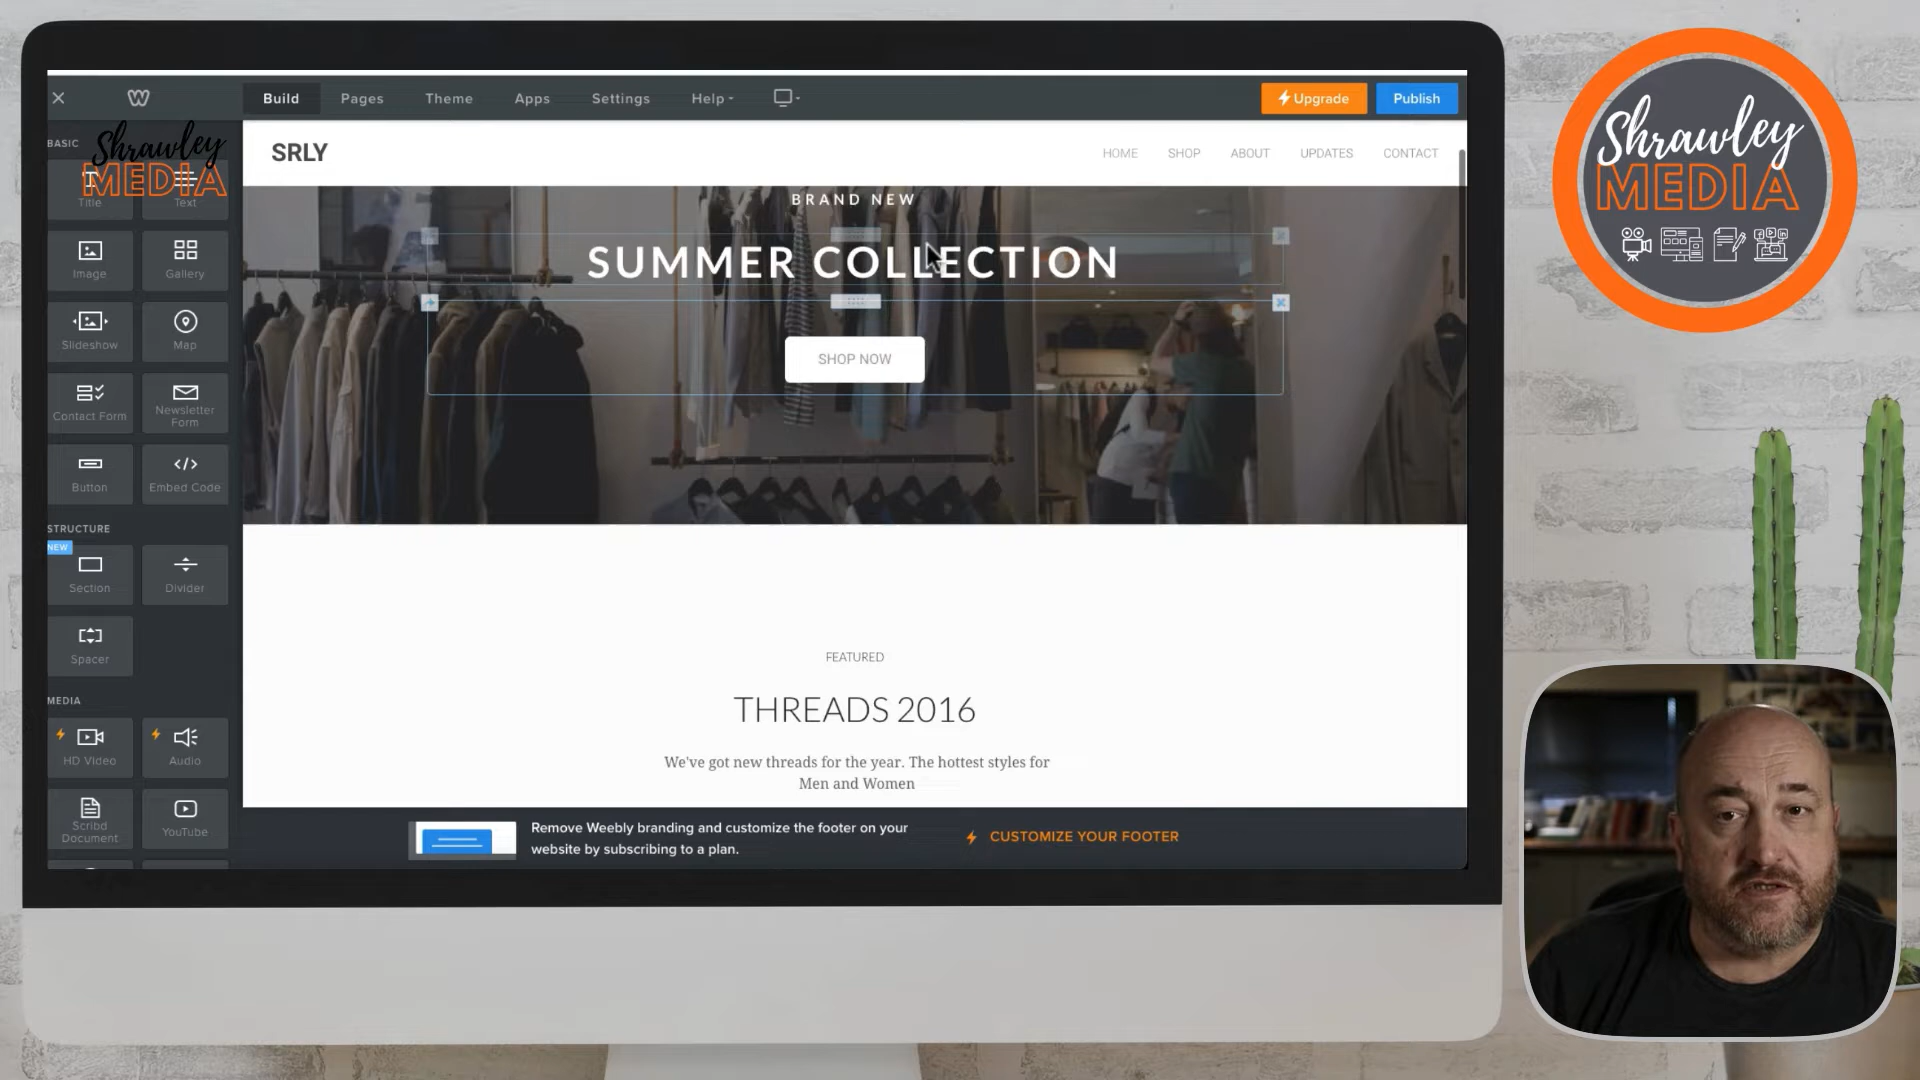 Build
Pages
Theme
Apps
Settings
Help
Upgrade
Publish
BASIC
Shrawley
MEDIA
Title
Text
Image
Gallery
Slideshow
Map
Contact Form
Newsletter
Form
Button
</>
Embed Code
STRUCTURE
NEW
Section
Divider
Spacer
MEDIA
HD Video
Audio
Scribd
Document
YouTube
SRLY
HOME
SHOP
ABOUT
UPDATES
CONTACT
BRAND NEW
SUMMER COLLECTION
SHOP NOW
FEATURED
THREADS 2016
We've got new threads for the year. The hottest styles for
Men and Women
Remove Weebly branding and customize the footer on your
website by subscribing to a plan.
CUSTOMIZE YOUR FOOTER
Shrawley
MEDIA